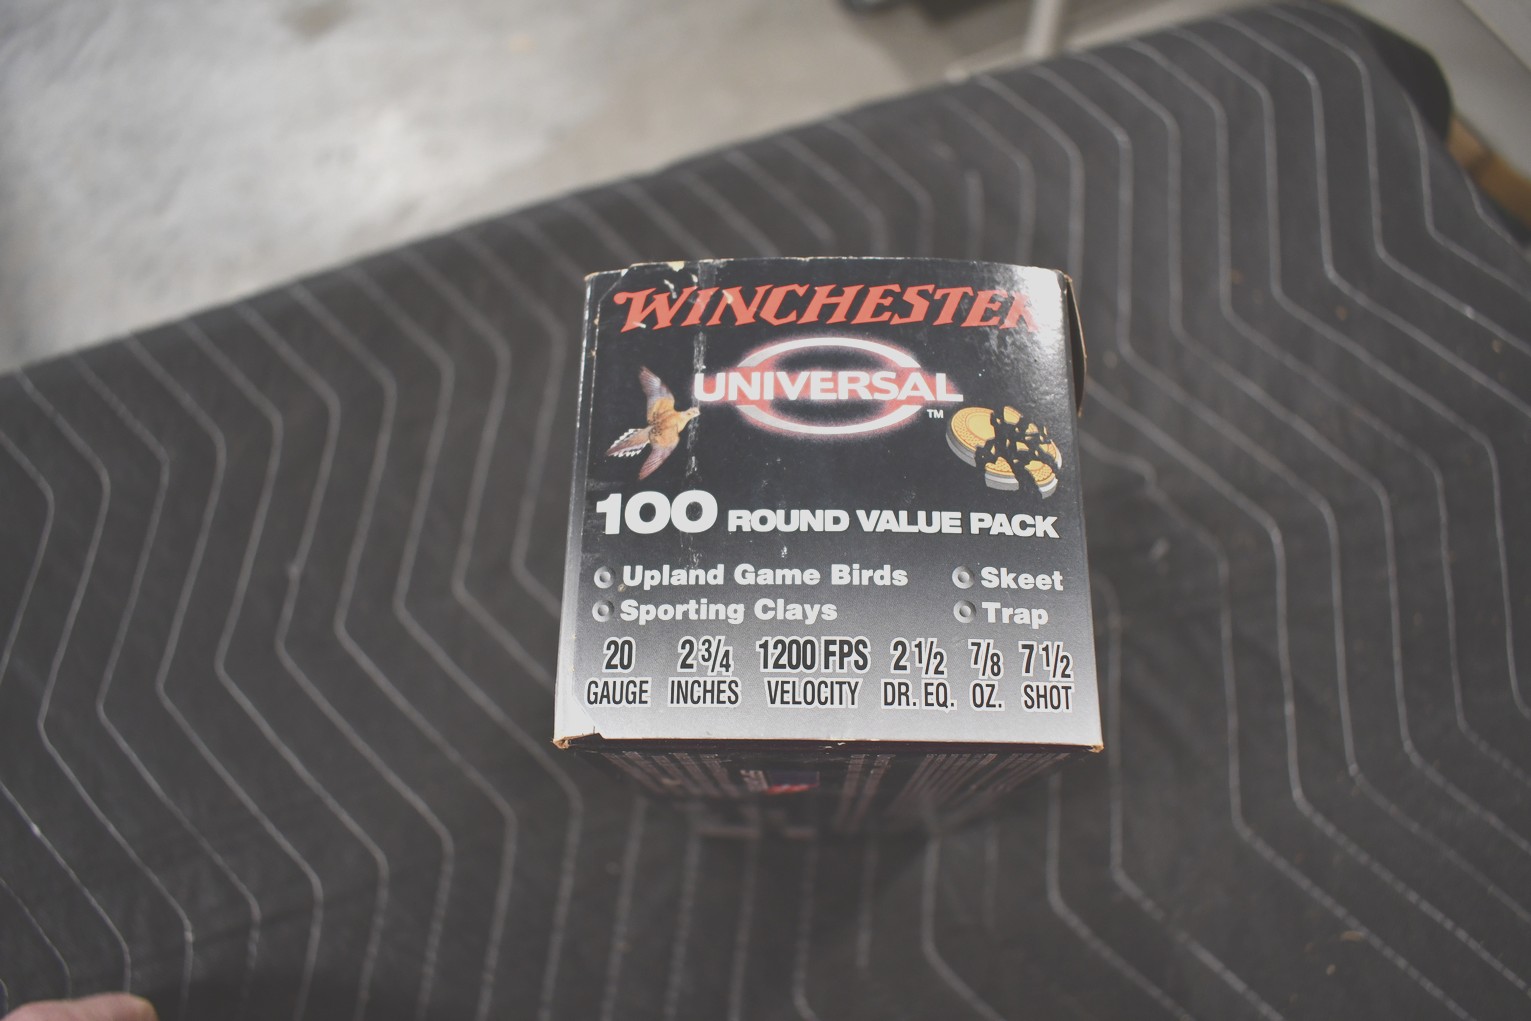 WINCHESTER
UNIVERSAL
TM
100 ROUND VALUE PACK
Upland Game Birds Skeet
Sporting Clays Trap
20 2 3/4 1200 FPS 2 1/2 7/8 7 1/2
GAUGE INCHES VELOCITY DR. EQ. OZ. SHOT